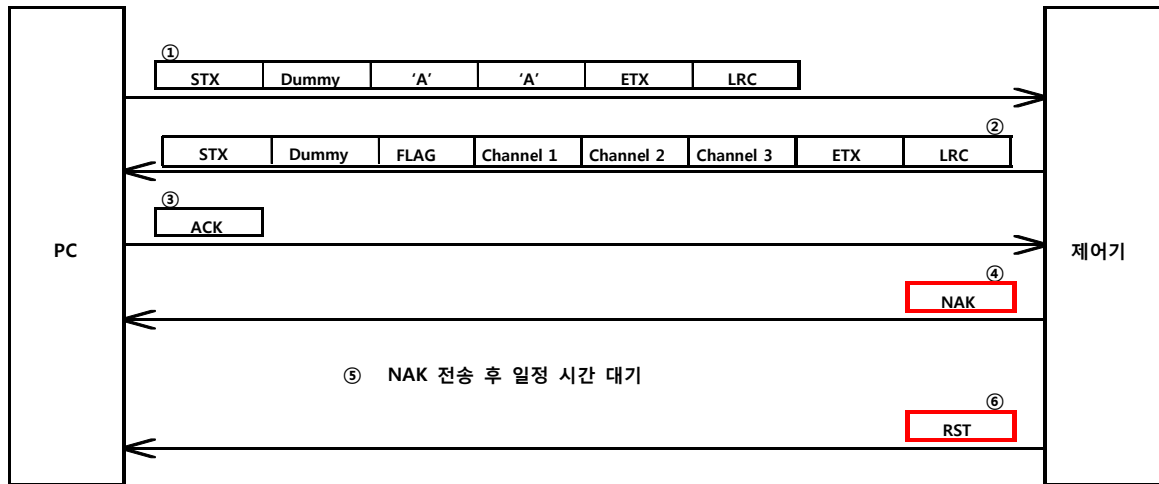 ①
STX Dummy ‘A’ ‘A’ ETX LRC
②
STX Dummy FLAG Channel 1 Channel 2 Channel 3 ETX LRC
③
ACK
PC
제어기
④
NAK
⑤ NAK 전송 후 일정 시간 대기
⑥
RST